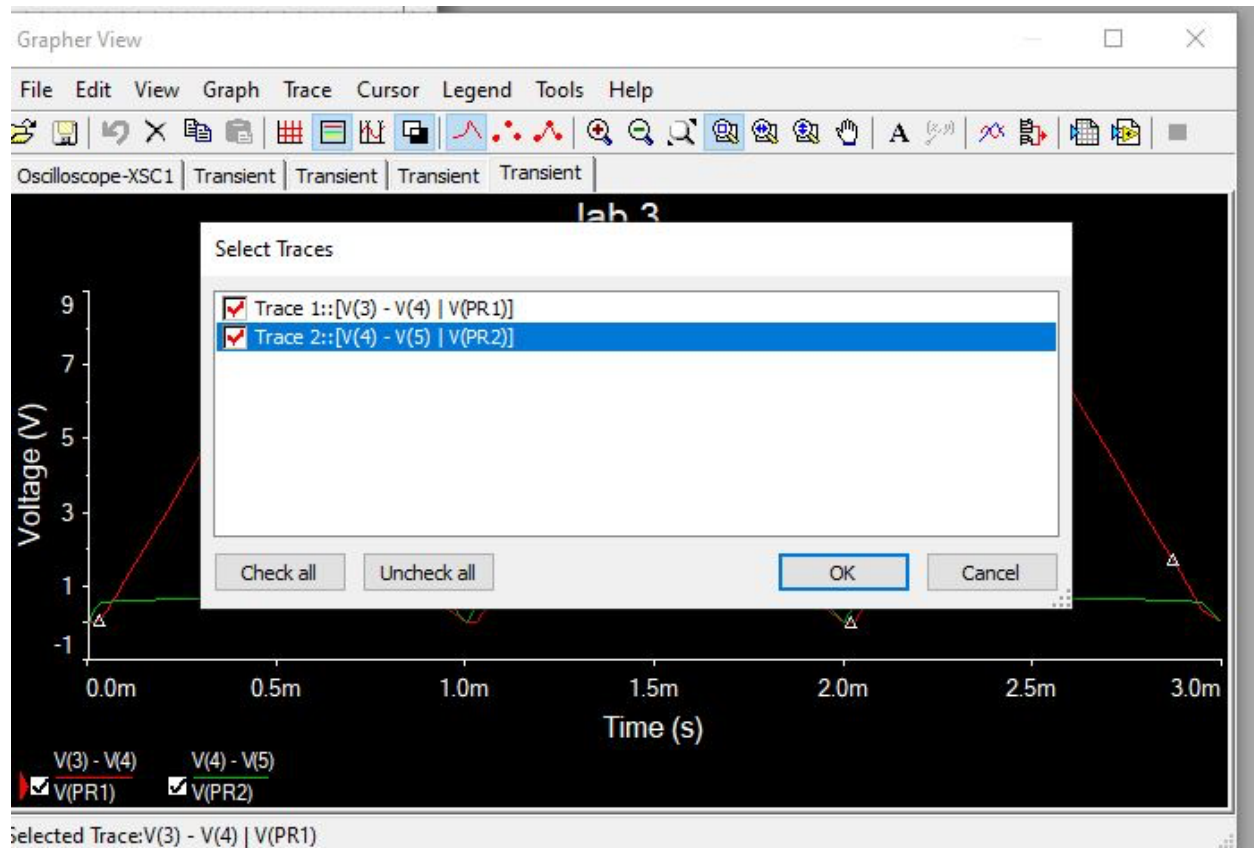 Grapher View
File Edit View Graph Trace Cursor Legend Tools Help
A (x,y)
Oscilloscope-XSC1 Transient Transient Transient Transient
lab 3
Select Traces
Trace 1::[V(3) - V(4) | V(PR1)]
Trace 2::[V(4) - V(5) | V(PR2)]
Check all Uncheck all OK Cancel
Voltage (V)
9
7
5
3
1
-1
0.0m 0.5m 1.0m 1.5m 2.0m 2.5m 3.0m
Time (s)
V(3) - V(4) V(4) - V(5)
V(PR1) V(PR2)
Selected Trace:V(3) - V(4) | V(PR1)